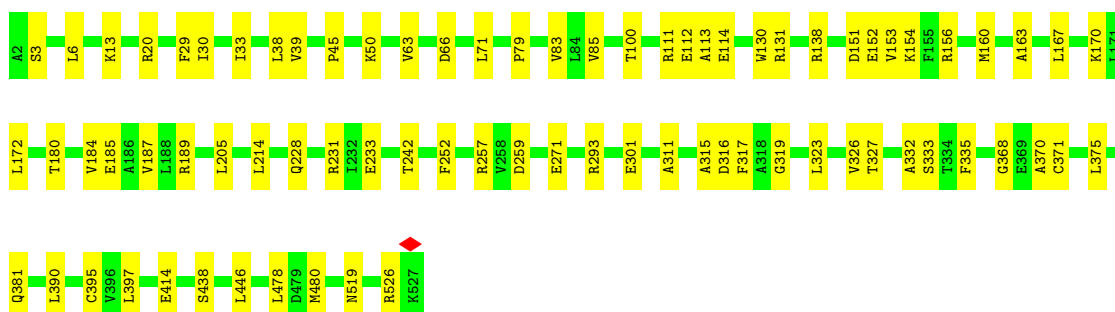 A2 S3 L6 K13 R20 F29 I30 I33 L38 V39 P45 K50 V63 D66 L71 P79 V83 L84 V85 T100 R111 E112 A113 E114 W130 R131 R138 D151 E152 V153 K154 F155 R156 M160 A163 L167 K170 L171
L172 T180 V184 E185 A186 V187 L188 R189 L205 L214 Q228 R231 I232 E233 T242 F252 R257 V258 D259 E271 R293 E301 A311 A315 D316 F317 A318 G319 L323 V326 T327 A332 S333 T334 F335 G368 E369 A370 C371 L375
Q381 L390 C395 V396 L397 E414 S438 L446 L478 D479 M480 N519 R526 K527